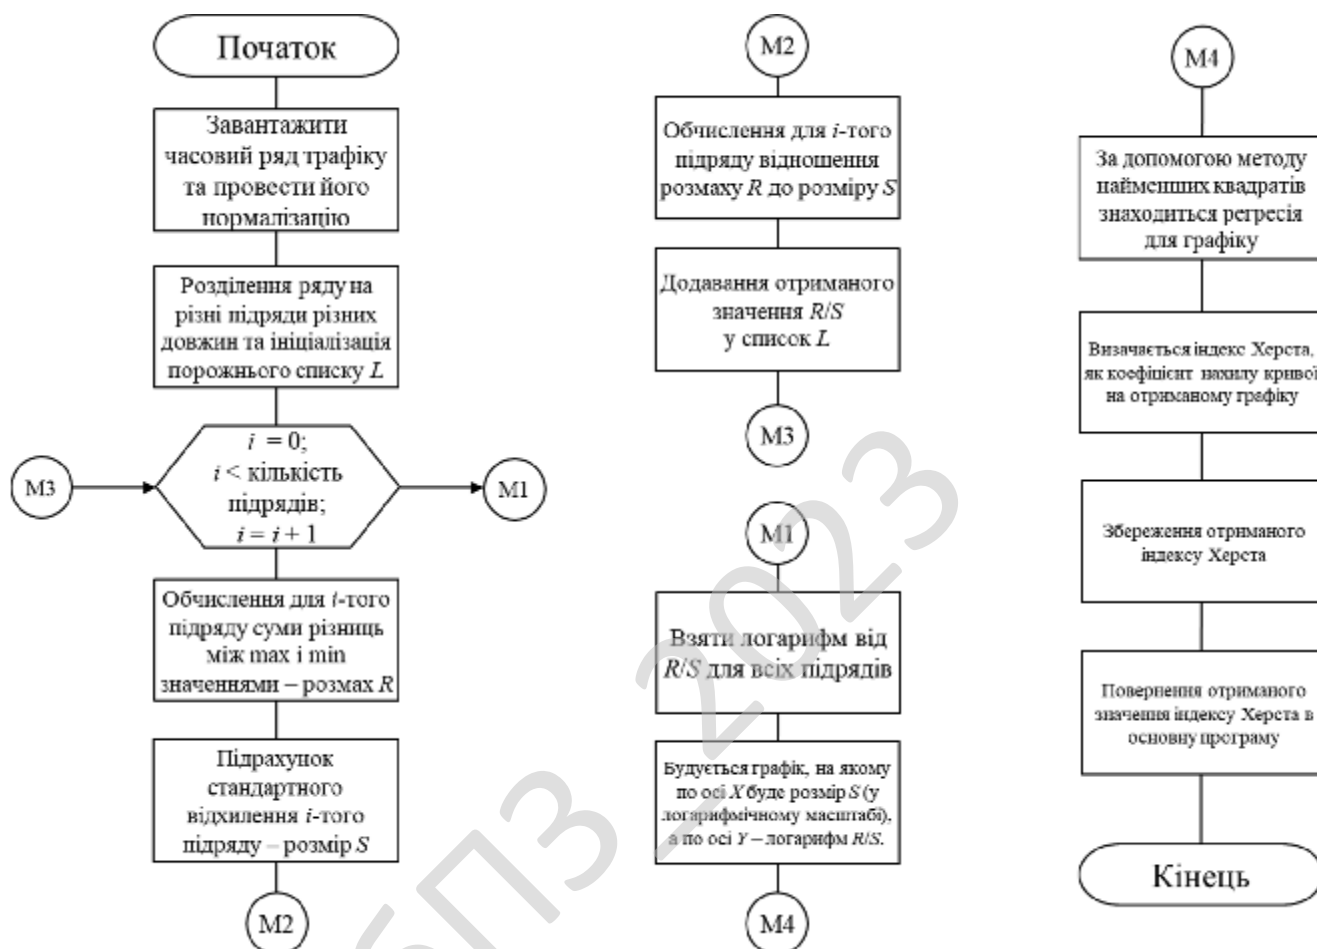 Початок
Завантажити
часовий ряд трафіку
та провести його
нормалізацію
Розділення ряду на
різні підряди різних
довжин та ініціалізація
порожнього списку L
M3
i = 0;
i < кількість
підрядів;
i = i + 1
M1
Обчислення для i-того
підряду суми різниць
між max і min
значеннями – розмах R
Підрахунок
стандартного
відхилення i-того
підряду – розмір S
M2
M2
Обчислення для i-того
підряду відношення
розмаху R до розміру S
Додавання отриманого
значення R/S
у список L
M3
M1
Взяти логарифм від
R/S для всіх підрядів
Будується графік, на якому
по осі X буде розмір S (у
логарифмічному масштабі),
а по осі Y – логарифм R/S.
M4
M4
За допомогою методу
найменших квадратів
знаходиться регресія
для графіку
Визачається індекс Херста,
як коефіцієнт нахилу кривої
на отриманому графіку
Збереження отриманого
індексу Херста
Повернення отриманого
значення індексу Херста в
основну програму
Кінець
БПЗ_2023